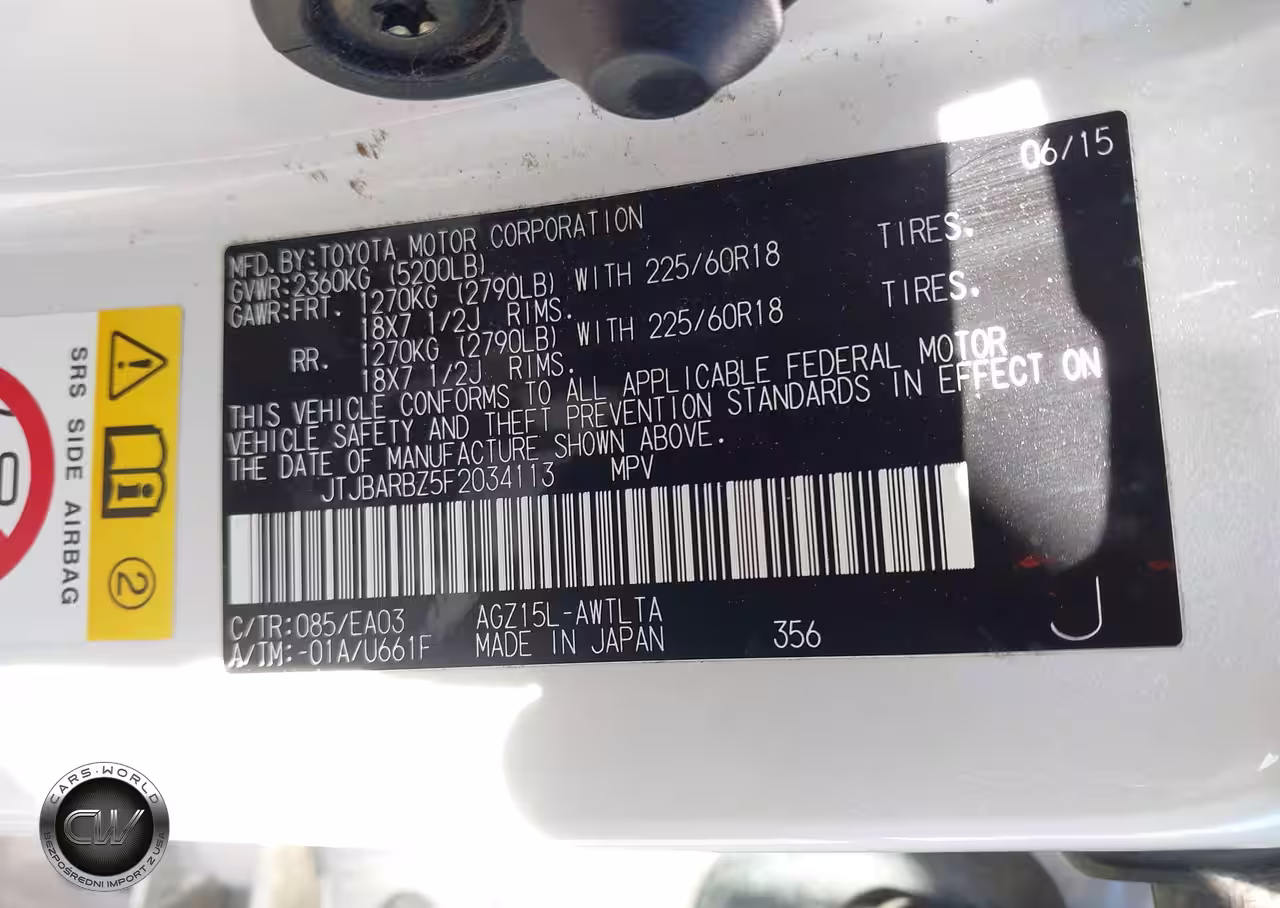 06/15
MFD. BY: TOYOTA MOTOR CORPORATION
GVWR: 2360KG (5200LB)
GAWR: FRT. 1270KG (2790LB) WITH 225/60R18 TIRES.
18X7 1/2J RIMS.
RR. 1270KG (2790LB) WITH 225/60R18 TIRES.
18X7 1/2J RIMS.
THIS VEHICLE CONFORMS TO ALL APPLICABLE FEDERAL MOTOR
VEHICLE SAFETY AND THEFT PREVENTION STANDARDS IN EFFECT ON
THE DATE OF MANUFACTURE SHOWN ABOVE.
JTJBARBZ5F2034113 MPV
C/TR: 085/EA03 AGZ15L-AWTLTA
A/TM: -01A/U661F MADE IN JAPAN 356
J
SRS SIDE AIRBAG
2
CARS·WORLD
CW
BEZPOŚREDNI IMPORT Z USA